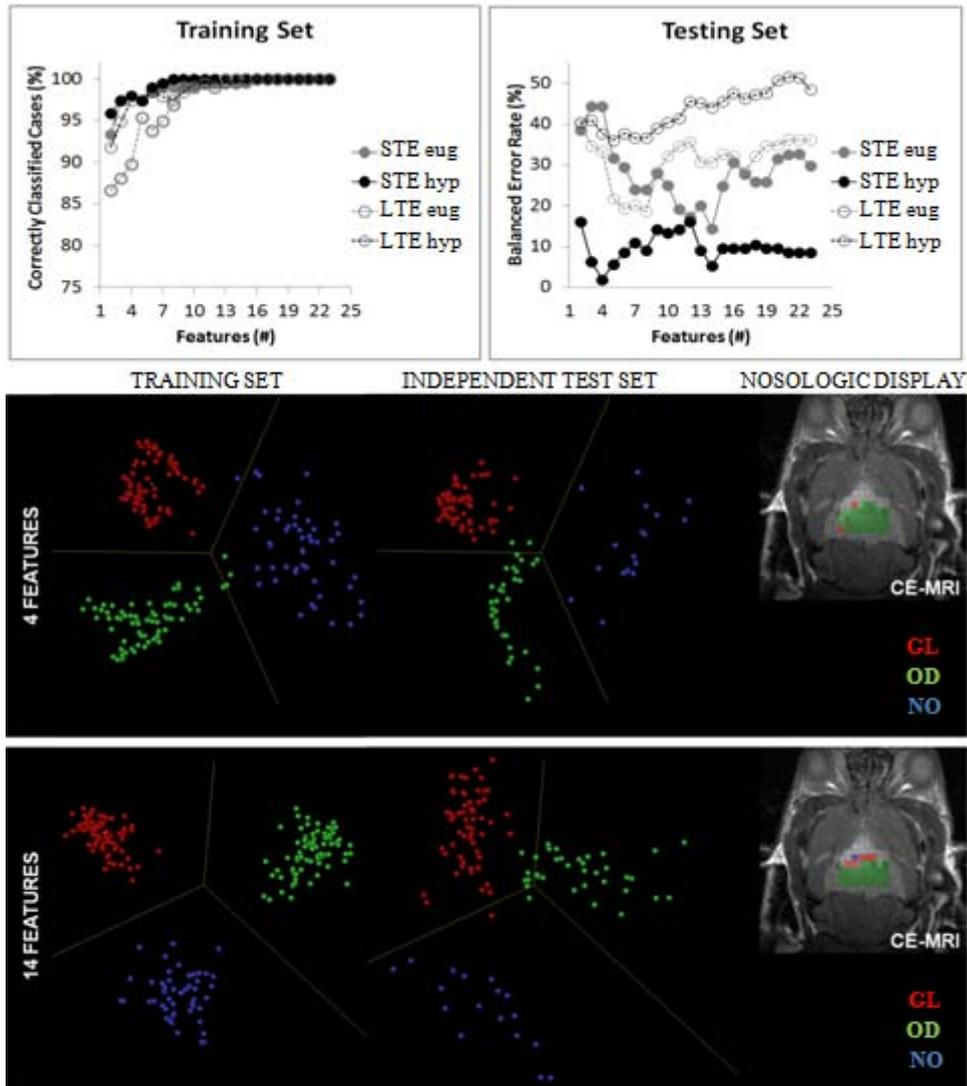 Training Set
Correctly Classified Cases (%)
100
95
90
85
80
75
1 4 7 10 13 16 19 22 25
Features (#)
STE eug
STE hyp
LTE eug
LTE hyp
Testing Set
Balanced Error Rate (%)
50
40
30
20
10
0
1 4 7 10 13 16 19 22 25
Features (#)
STE eug
STE hyp
LTE eug
LTE hyp
TRAINING SET INDEPENDENT TEST SET NOSOLOGIC DISPLAY
4 FEATURES
CE-MRI
GL
OD
NO
14 FEATURES
CE-MRI
GL
OD
NO